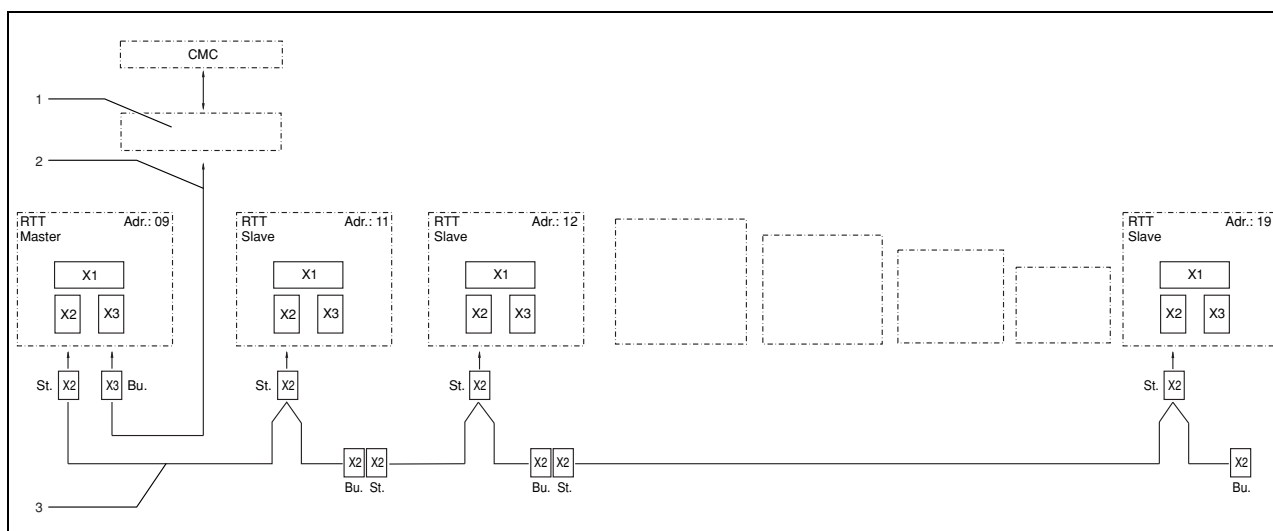 CMC
1
2
RTT Adr.: 09
Master
X1
X2 X3
RTT Adr.: 11
Slave
X1
X2 X3
RTT Adr.: 12
Slave
X1
X2 X3
RTT Adr.: 19
Slave
X1
X2 X3
St. X2 X3 Bu.
St. X2
St. X2
St. X2
X2 X2
Bu. St.
X2 X2
Bu. St.
X2
Bu.
3